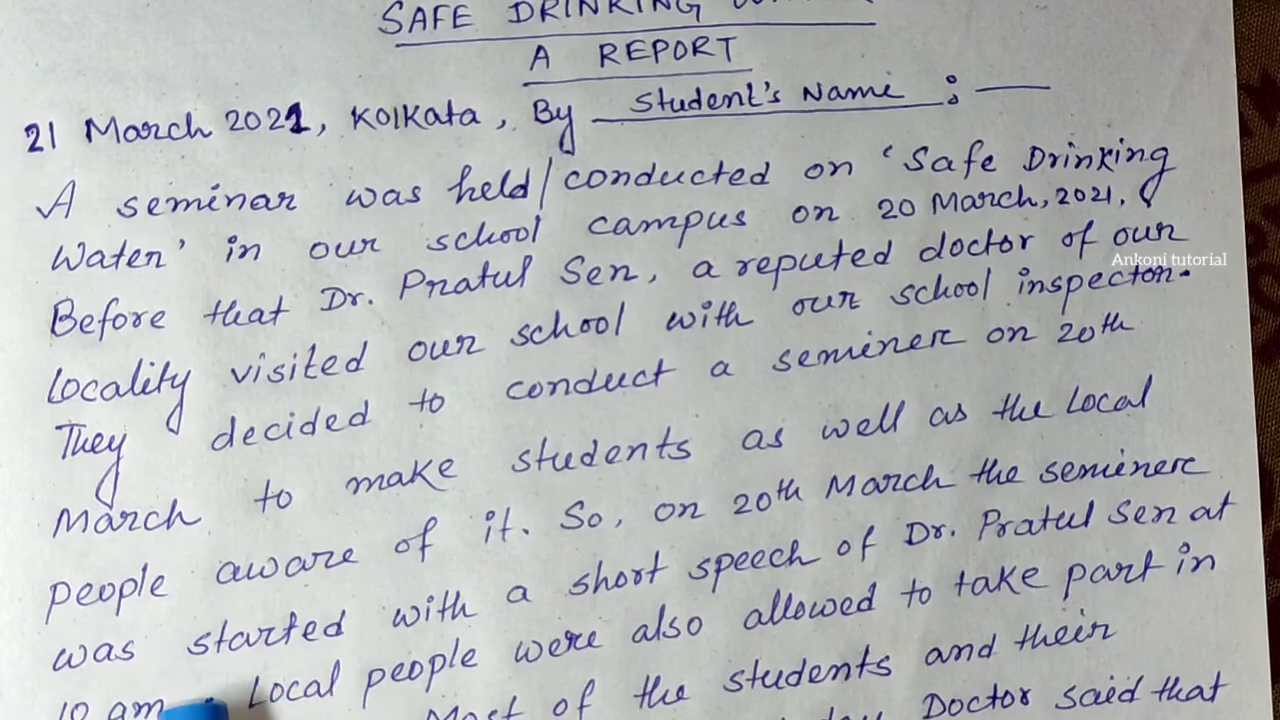 SAFE DRINKING
A REPORT
21 March 2021, Kolkata, By Student's Name : —
A seminar was held/conducted on 'Safe Drinking
Water' in our school campus on 20 March, 2021.
Before that Dr. Pratul Sen, a reputed doctor of our
Ankoni tutorial
locality visited our school with our school inspector.
They decided to conduct a seminer on 20th
March to make students as well as the local
people aware of it. So, on 20th March the seminer
was started with a short speech of Dr. Pratul Sen at
10 am. Local people were also allowed to take part in
Most of the students and their
Doctor said that